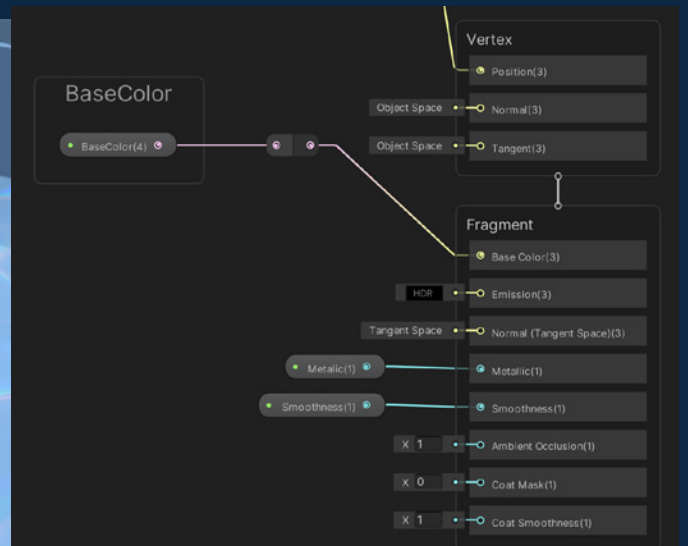 Vertex
Position(3)
Object Space Normal(3)
Object Space Tangent(3)
BaseColor
BaseColor(4)
Fragment
Base Color(3)
HDR Emission(3)
Tangent Space Normal (Tangent Space)(3)
Metallic(1) Metallic(1)
Smoothness(1) Smoothness(1)
X 1 Ambient Occlusion(1)
X 0 Coat Mask(1)
X 1 Coat Smoothness(1)